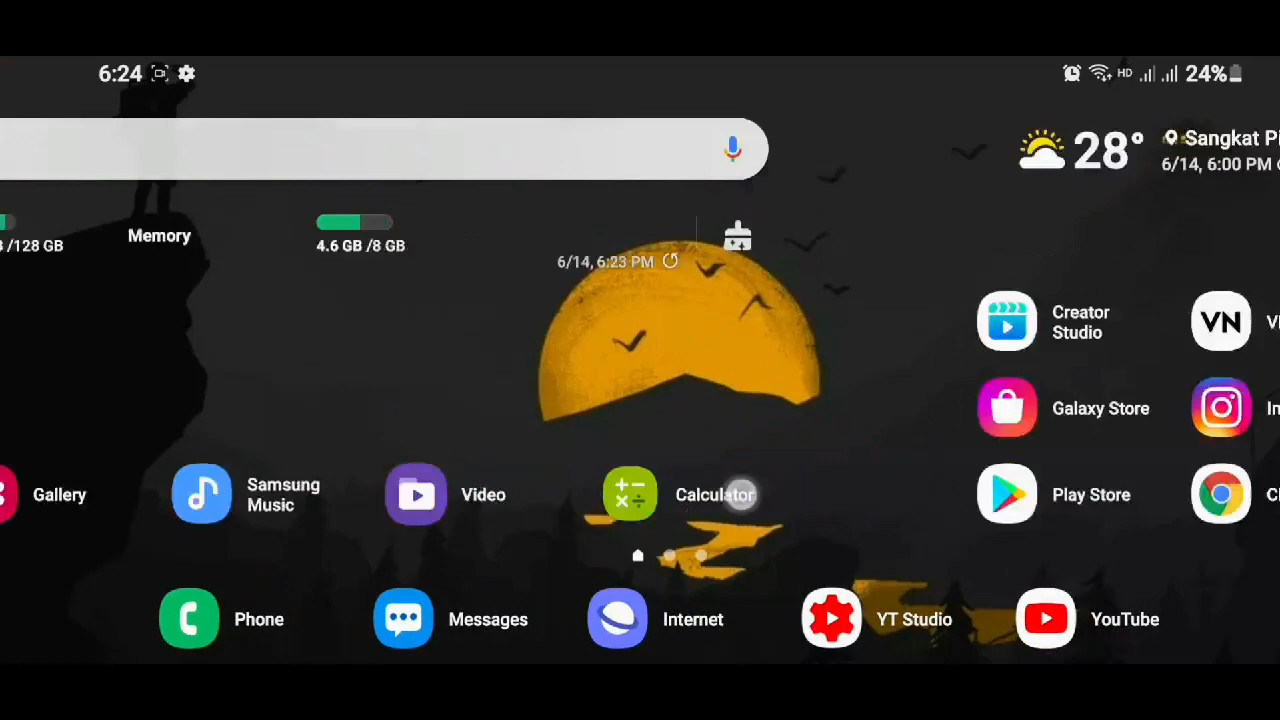 6:24
HD
24%
28°
Sangkat
6/14, 6:00 PM
/128 GB
Memory
4.6 GB /8 GB
6/14, 6:23 PM
Creator
Studio
VN
Galaxy Store
Gallery
Samsung
Music
Video
Calculator
Play Store
Phone
Messages
Internet
YT Studio
YouTube